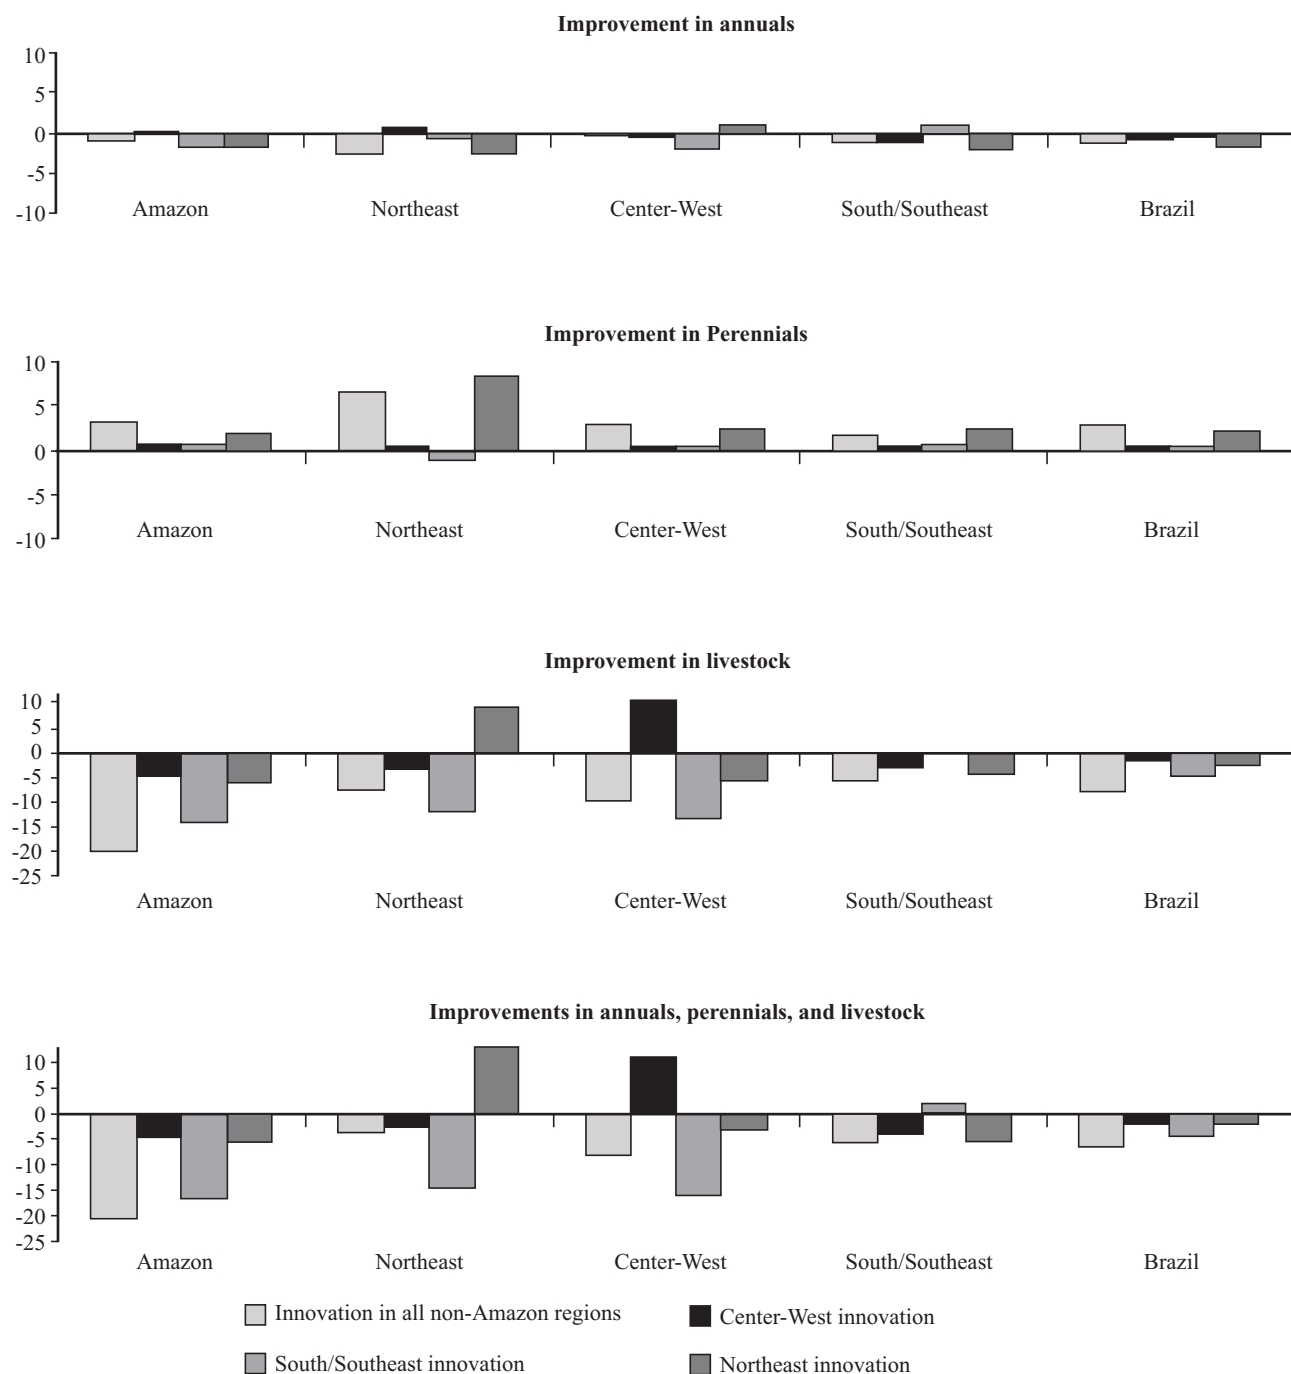 Improvement in annuals
10
5
0
-5
-10
Amazon Northeast Center-West South/Southeast Brazil
Improvement in Perennials
10
5
0
-5
-10
Amazon Northeast Center-West South/Southeast Brazil
Improvement in livestock
10
5
0
-5
-10
-15
-20
-25
Amazon Northeast Center-West South/Southeast Brazil
Improvements in annuals, perennials, and livestock
10
5
0
-5
-10
-15
-20
-25
Amazon Northeast Center-West South/Southeast Brazil
Innovation in all non-Amazon regions Center-West innovation
South/Southeast innovation Northeast innovation